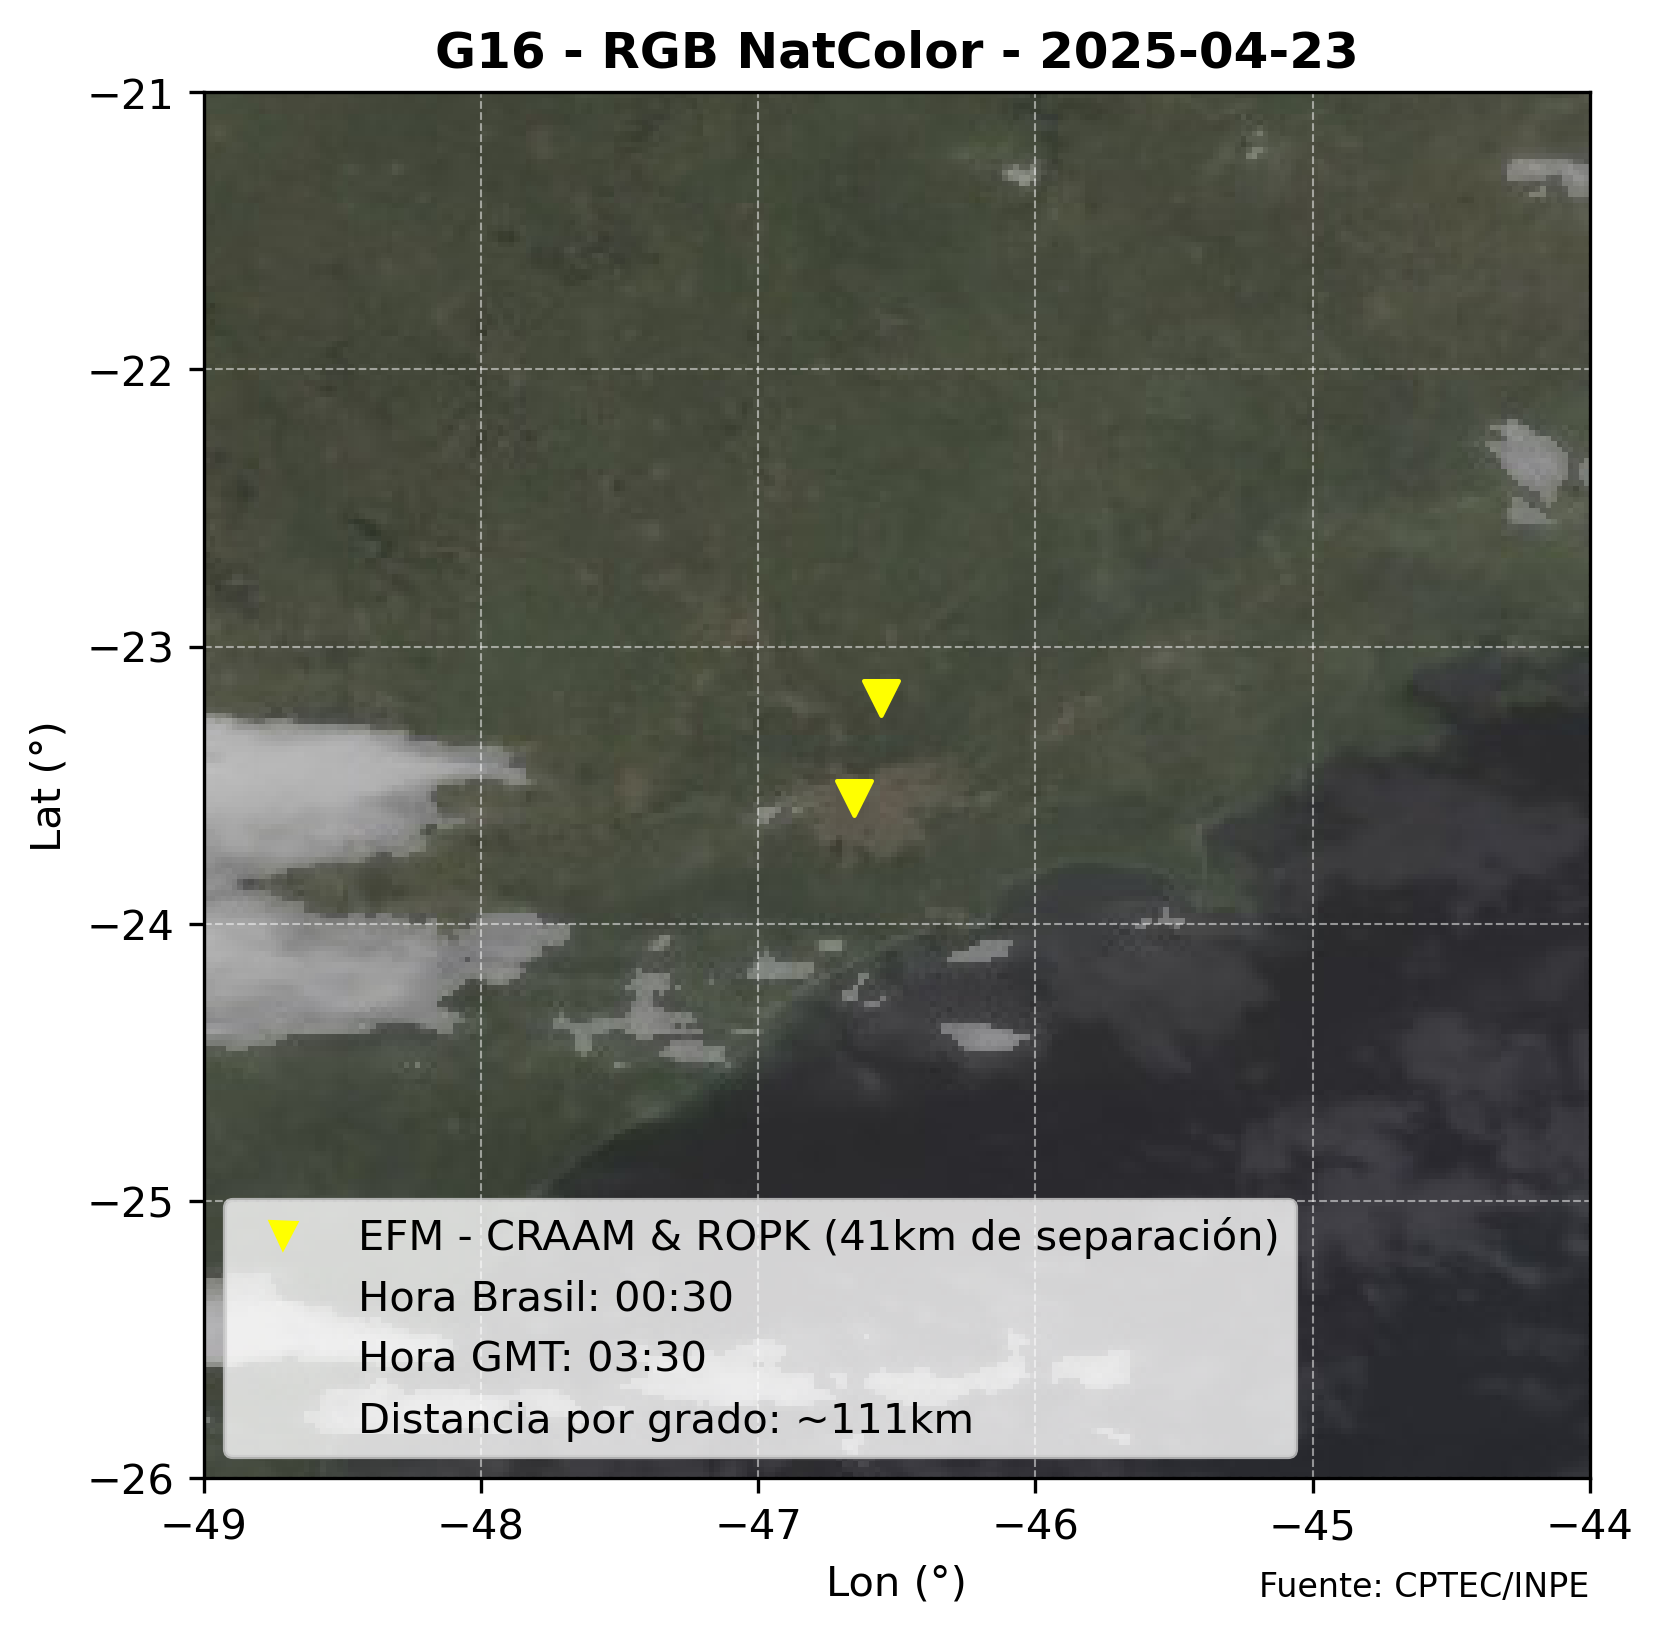 G16 - RGB NatColor - 2025-04-23
−21
−22
−23
−24
−25
−26
Lat (°)
EFM - CRAAM & ROPK (41km de separación)
Hora Brasil: 00:30
Hora GMT: 03:30
Distancia por grado: ~111km
−49 −48 −47 −46 −45 −44
Lon (°)
Fuente: CPTEC/INPE